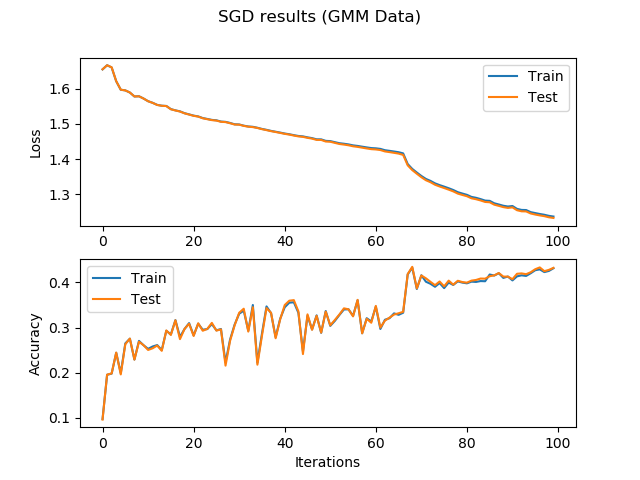 SGD results (GMM Data)
Loss
1.6
1.5
1.4
1.3
Train
Test
0 20 40 60 80 100
Accuracy
0.4
0.3
0.2
0.1
Train
Test
0 20 40 60 80 100
Iterations